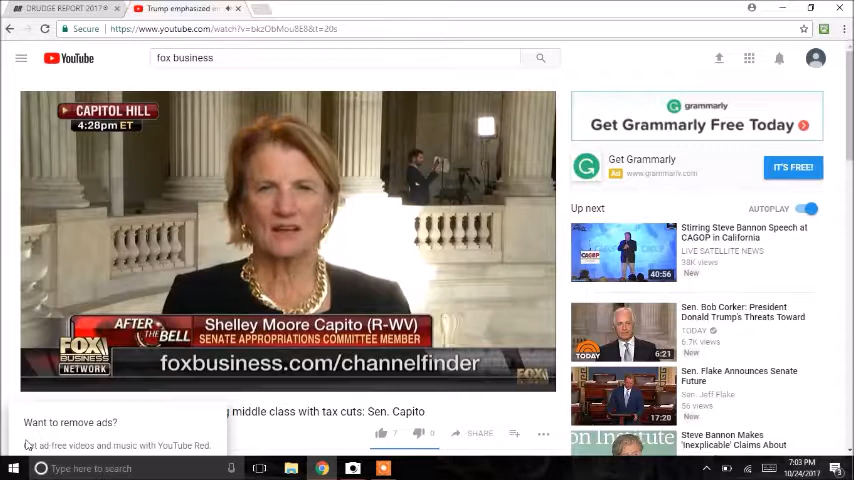 DRUDGE REPORT 2017®
Trump emphasized
Secure
https://www.youtube.com/watch?v=bkzObMou8E8&t=20s
YouTube
fox business
CAPITOL HILL
4:28pm ET
AFTER THE BELL
Shelley Moore Capito (R-WV)
SENATE APPROPRIATIONS COMMITTEE MEMBER
FOX BUSINESS NETWORK
foxbusiness.com/channelfinder
FOX
middle class with tax cuts: Sen. Capito
Want to remove ads?
ad-free videos and music with YouTube Red.
7
0
SHARE
grammarly
Get Grammarly Free Today
Get Grammarly
Ad
www.grammarly.com
IT'S FREE!
Up next
AUTOPLAY
CAGOP
40:56
Stirring Steve Bannon Speech at
CAGOP in California
LIVE SATELLITE NEWS
38K views
New
TODAY
6:21
Sen. Bob Corker: President
Donald Trump's Threats Toward
TODAY
6.7K views
New
17:20
Sen. Flake Announces Senate
Future
Sen. Jeff Flake
56 views
New
Steve Bannon Makes
'Inexplicable' Claims About
Type here to search
7:03 PM
10/24/2017
3